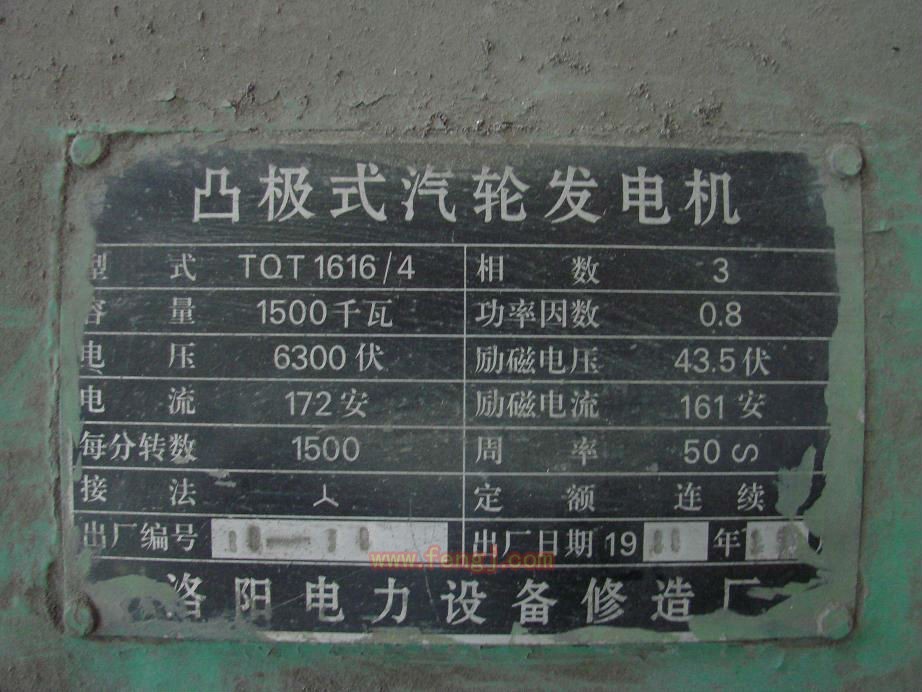 凸极式汽轮发电机
型式 TQT1616/4 相数 3
容量 1500千瓦 功率因数 0.8
电压 6300伏 励磁电压 43.5伏
电流 172安 励磁电流 161安
每分转数 1500 周率 50 ∽
接法 人 定额 连续
出厂编号 出厂日期 19 年
www.fengj.com
洛阳电力设备修造厂